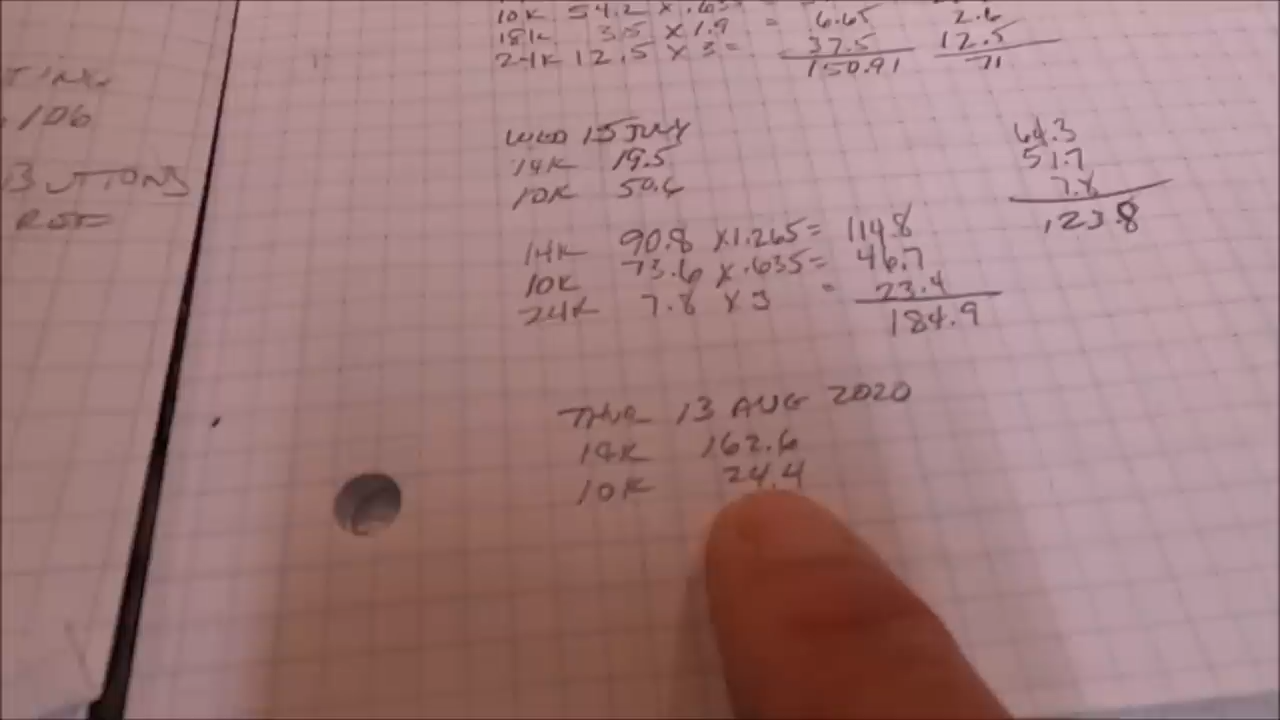 10K 54.2 x .635
18K 3.5 x 1.9 = 6.65 2.6
24K 12.5 x 3 = 37.5 12.5
150.91 71
106
WED 15 JULY
14K 19.5
10K 50.6
14K 90.8 x 1.265 = 114.8
10K 73.6 x .635 = 46.7
24K 7.8 x 3 = 23.4
184.9
64.3
51.7
7.8
123.8
THUR 13 AUG 2020
14K 162.6
10K 24.4